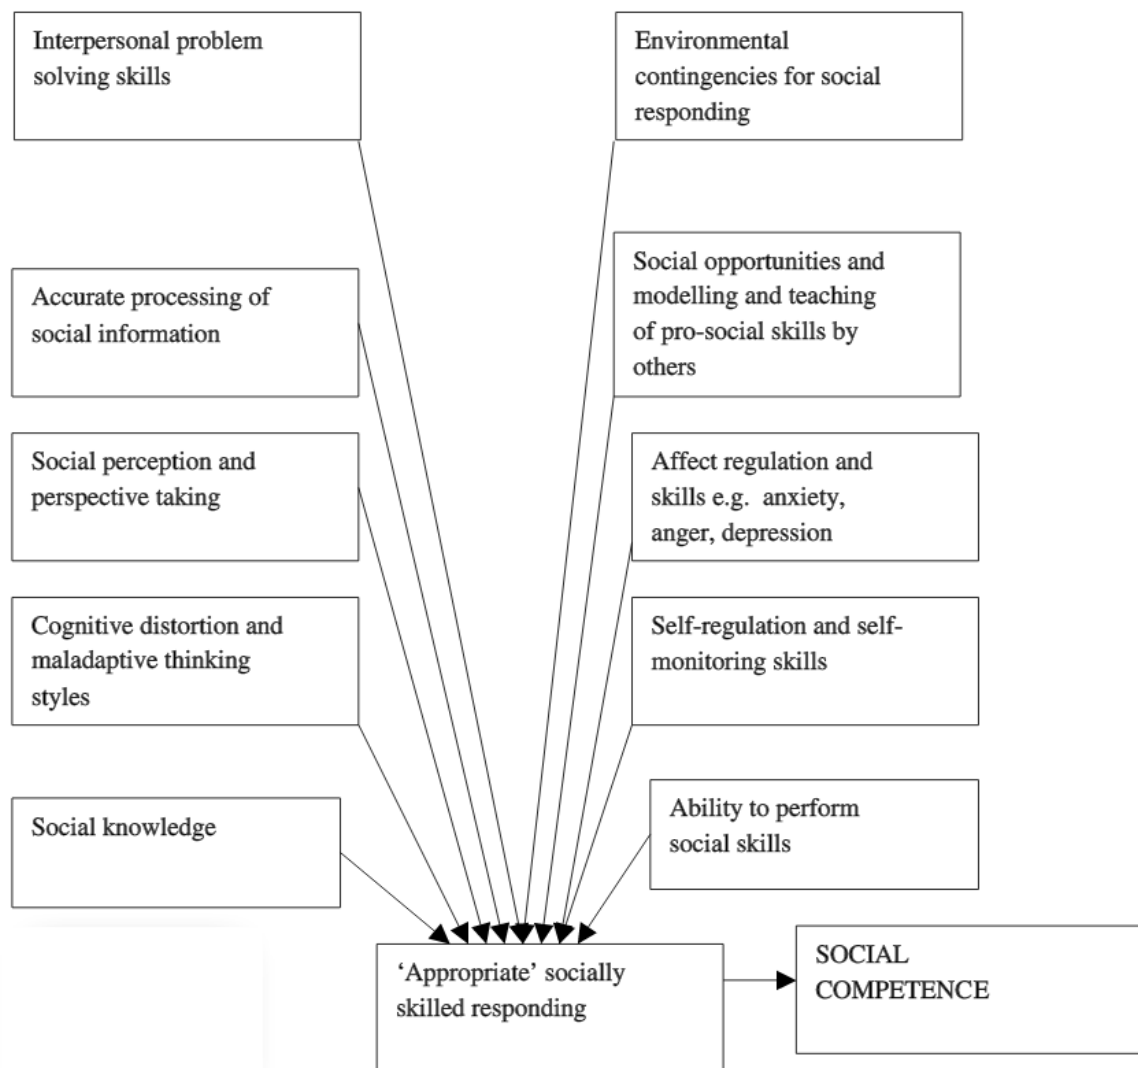 Interpersonal problem
solving skills
Environmental
contingencies for social
responding
Accurate processing of
social information
Social opportunities and
modelling and teaching
of pro-social skills by
others
Social perception and
perspective taking
Affect regulation and
skills e.g. anxiety,
anger, depression
Cognitive distortion and
maladaptive thinking
styles
Self-regulation and self-
monitoring skills
Social knowledge
Ability to perform
social skills
‘Appropriate’ socially
skilled responding
SOCIAL
COMPETENCE